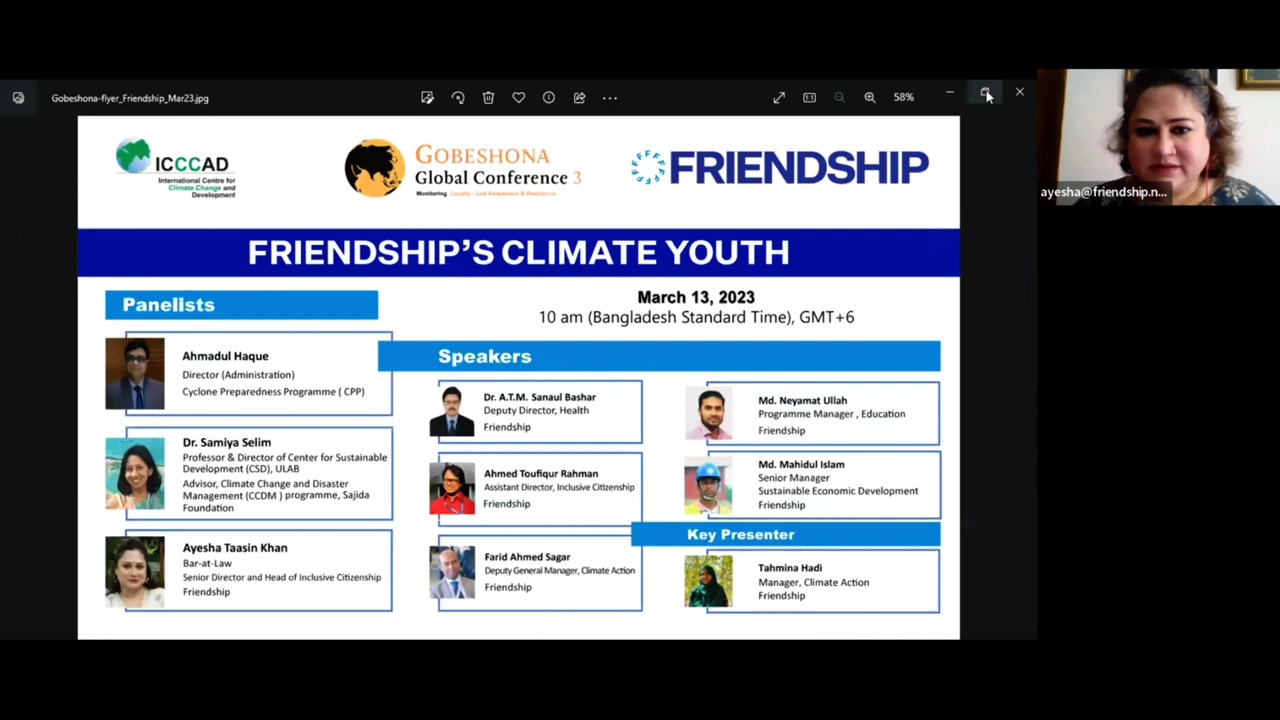 Gobeshona-flyer_Friendship_Mar23.jpg
58%
ayesha@friendship.n...
ICCCAD
International Centre for
Climate Change and
Development
GOBESHONA
Global Conference 3
Monitoring Locally - Led Adaptation & Resilience
FRIENDSHIP
FRIENDSHIP'S CLIMATE YOUTH
March 13, 2023
10 am (Bangladesh Standard Time), GMT+6
Panelists
Ahmadul Haque
Director (Administration)
Cyclone Preparedness Programme ( CPP)
Dr. Samiya Selim
Professor & Director of Center for Sustainable
Development (CSD), ULAB
Advisor, Climate Change and Disaster
Management (CCDM ) programme, Sajida
Foundation
Ayesha Taasin Khan
Bar-at-Law
Senior Director and Head of Inclusive Citizenship
Friendship
Speakers
Dr. A.T.M. Sanaul Bashar
Deputy Director, Health
Friendship
Ahmed Toufiqur Rahman
Assistant Director, Inclusive Citizenship
Friendship
Farid Ahmed Sagar
Deputy General Manager, Climate Action
Friendship
Md. Neyamat Ullah
Programme Manager , Education
Friendship
Md. Mahidul Islam
Senior Manager
Sustainable Economic Development
Friendship
Key Presenter
Tahmina Hadi
Manager, Climate Action
Friendship